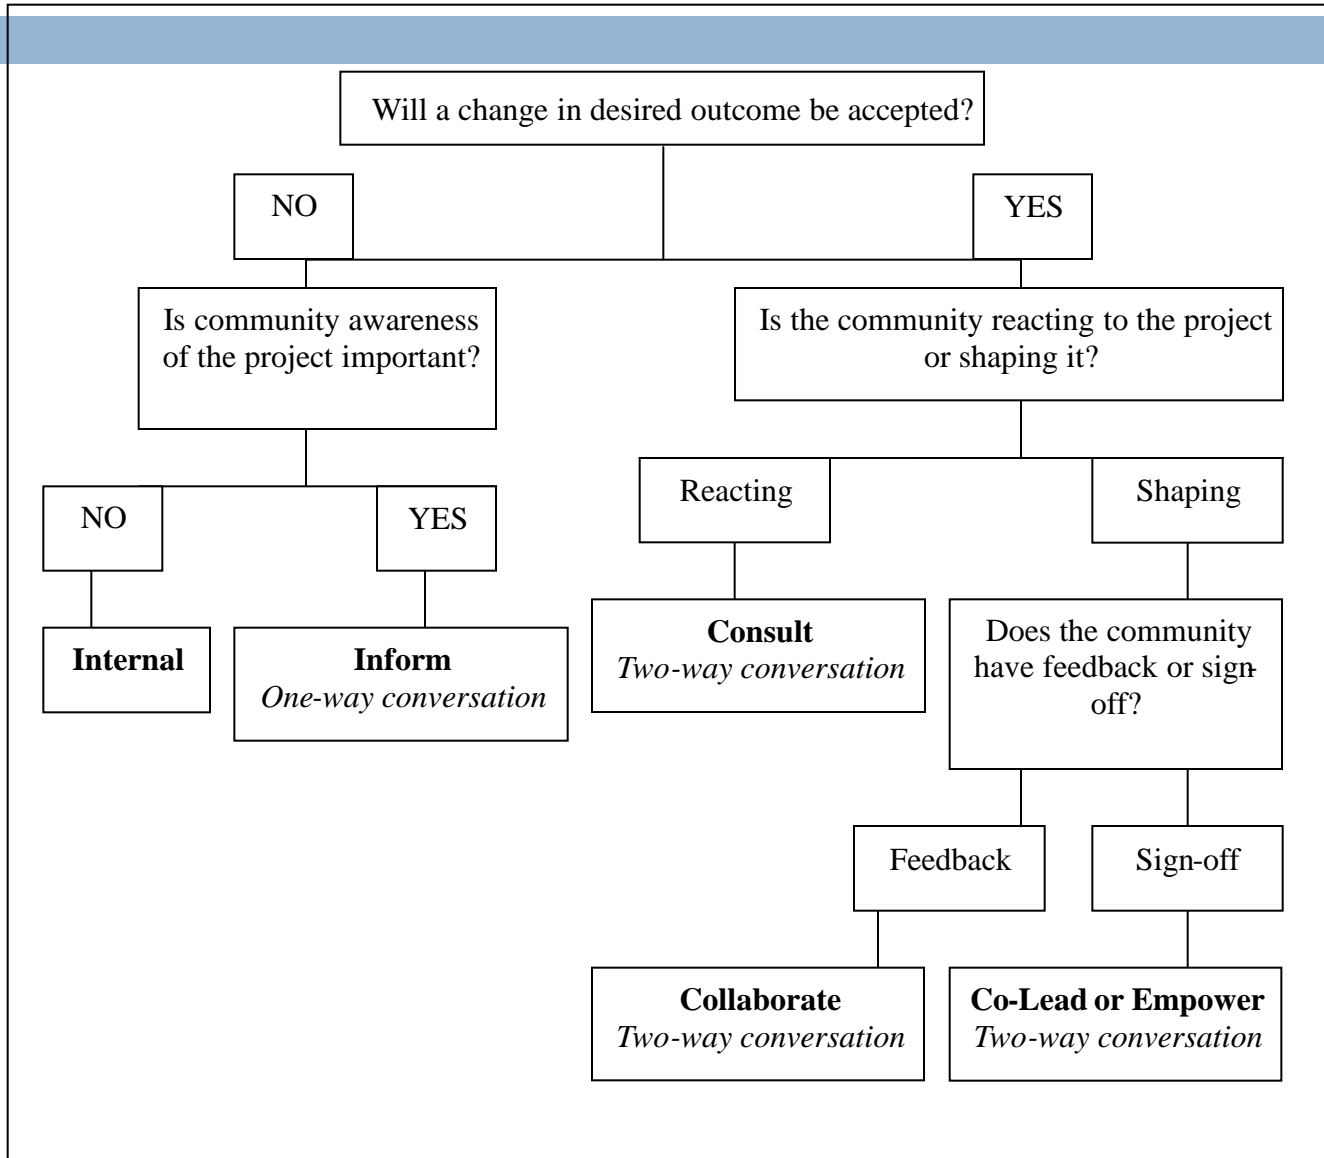 Will a change in desired outcome be accepted?
NO
YES
Is community awareness
of the project important?
Is the community reacting to the project
or shaping it?
NO
YES
Reacting
Shaping
Internal
Inform
One-way conversation
Consult
Two-way conversation
Does the community
have feedback or sign-
off?
Feedback
Sign-off
Collaborate
Two-way conversation
Co-Lead or Empower
Two-way conversation